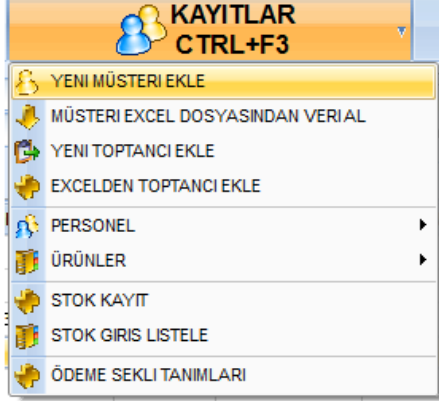 KAYITLAR
CTRL+F3
YENI MÜSTERI EKLE
MÜSTERI EXCEL DOSYASINDAN VERI AL
YENI TOPTANCI EKLE
EXCELDEN TOPTANCI EKLE
PERSONEL
ÜRÜNLER
STOK KAYIT
STOK GIRIS LISTELE
ÖDEME SEKLI TANIMLARI